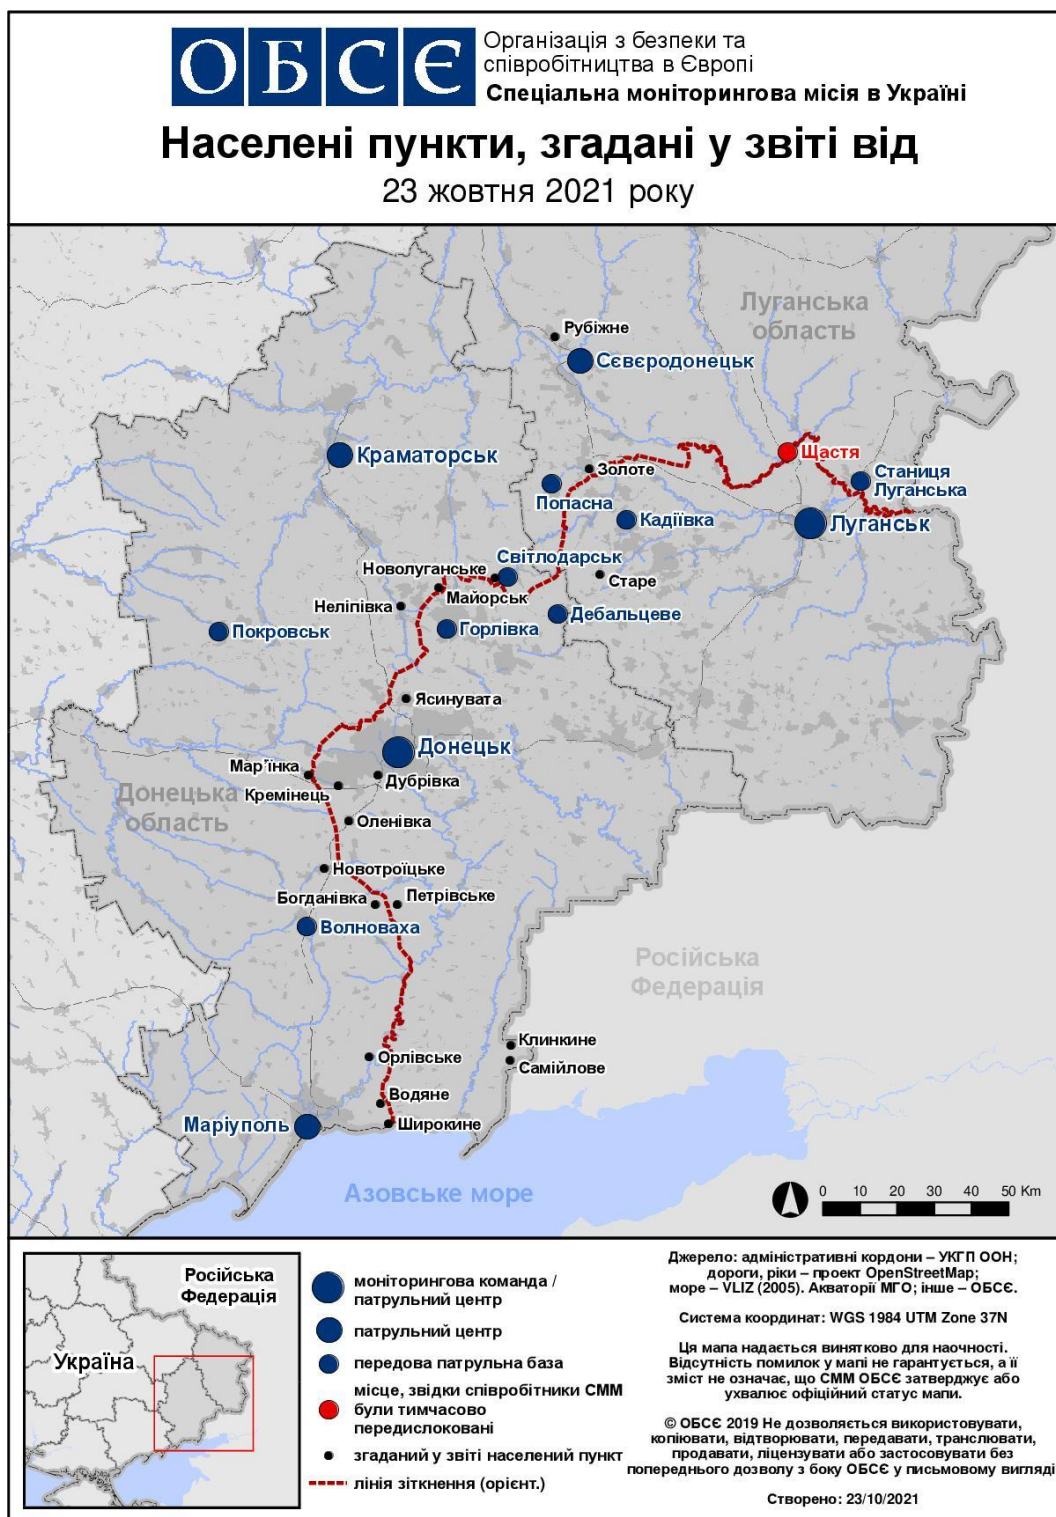 ОБСЄ
Організація з безпеки та
співробітництва в Європі
Спеціальна моніторингова місія в Україні
Населені пункти, згадані у звіті від
23 жовтня 2021 року
Луганська
область
Рубіжне
Сєвєродонецьк
Краматорськ
Щастя
Золоте
Станиця
Луганська
Попасна
Кадіївка
Луганськ
Світлодарськ
Новолуганське
Старе
Майорськ
Неліпівка
Дебальцеве
Покровськ
Горлівка
Ясинувата
Донецьк
Мар'їнка
Дубрівка
Кремінець
Донецька
область
Оленівка
Новотроїцьке
Богданівка
Петрівське
Волноваха
Російська
Федерація
Клинкине
Орлівське
Самійлове
Водяне
Маріуполь
Широкине
Азовське море
0 10 20 30 40 50 Km
Російська
Федерація
Україна
моніторингова команда /
патрульний центр
патрульний центр
передова патрульна база
місце, звідки співробітники СММ
були тимчасово
передислоковані
згаданий у звіті населений пункт
лінія зіткнення (орієнт.)
Джерело: адміністративні кордони – УКГП ООН;
дороги, ріки – проект OpenStreetMap;
море – VLIZ (2005). Акваторії МГО; інше – ОБСЄ.
Система координат: WGS 1984 UTM Zone 37N
Ця мапа надається винятково для наочності.
Відсутність помилок у мапі не гарантується, а її
зміст не означає, що СММ ОБСЄ затверджує або
ухвалює офіційний статус мапи.
© ОБСЄ 2019 Не дозволяється використовувати,
копіювати, відтворювати, передавати, транслювати,
продавати, ліцензувати або застосовувати без
попереднього дозволу з боку ОБСЄ у письмовому вигляді
Створено: 23/10/2021